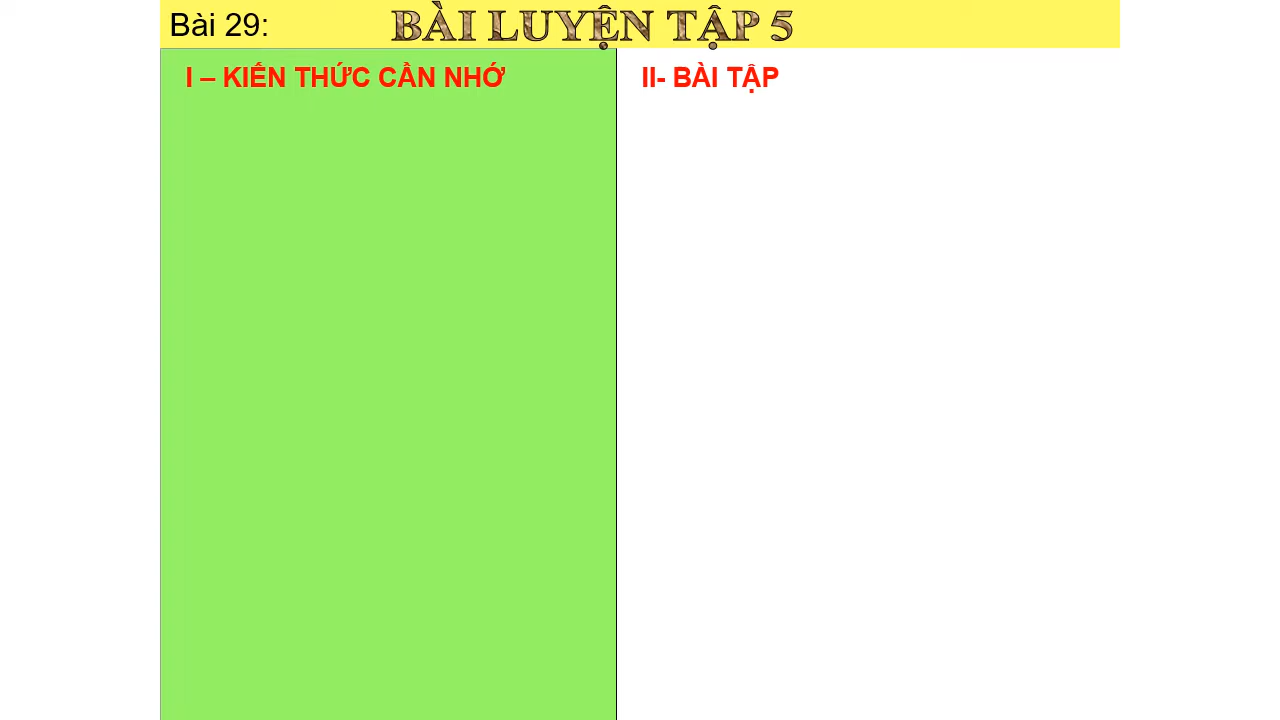 Bài 29:
BÀI LUYỆN TẬP 5
I – KIẾN THỨC CẦN NHỚ
II- BÀI TẬP